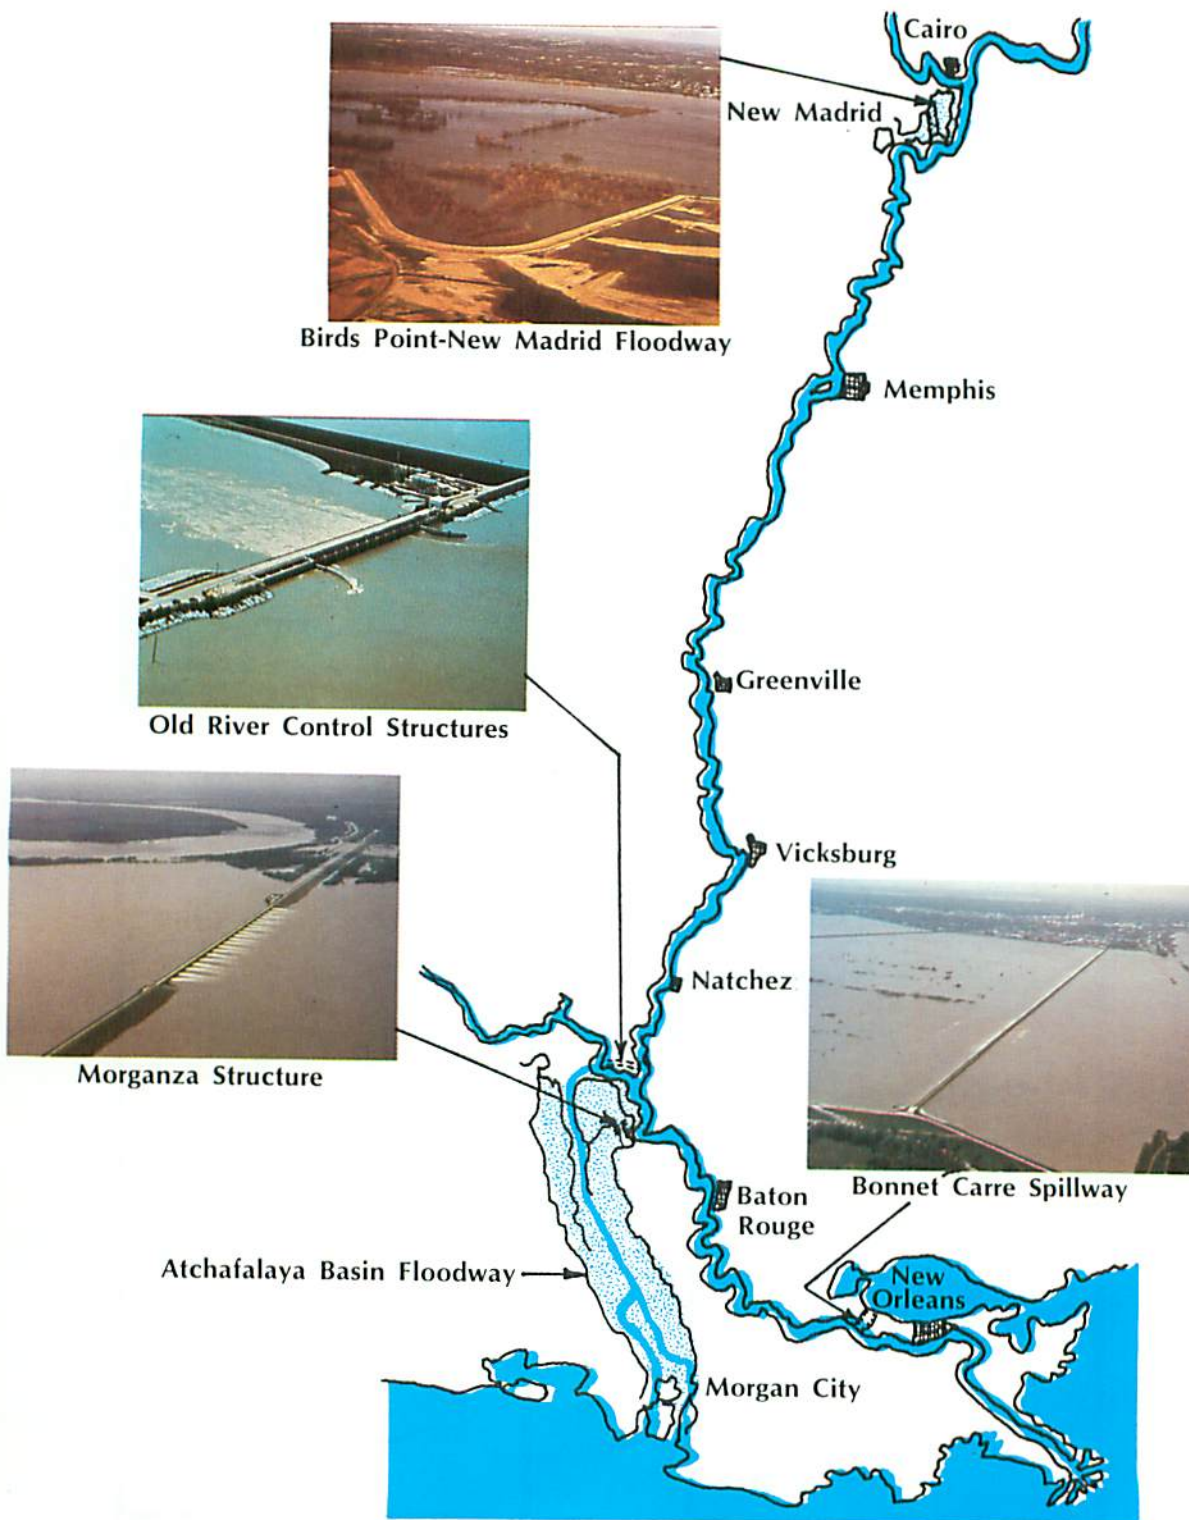 Cairo
New Madrid
Birds Point-New Madrid Floodway
Memphis
Old River Control Structures
Greenville
Vicksburg
Natchez
Morganza Structure
Bonnet Carre Spillway
Baton
Rouge
Atchafalaya Basin Floodway
New
Orleans
Morgan City